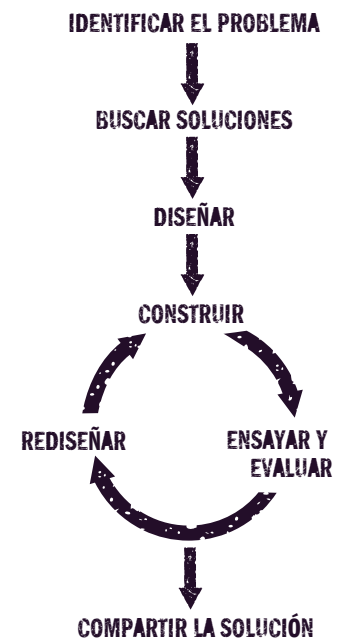 IDENTIFICAR EL PROBLEMA
BUSCAR SOLUCIONES
DISEÑAR
CONSTRUIR
REDISEÑAR
ENSAYAR Y
EVALUAR
COMPARTIR LA SOLUCIÓN